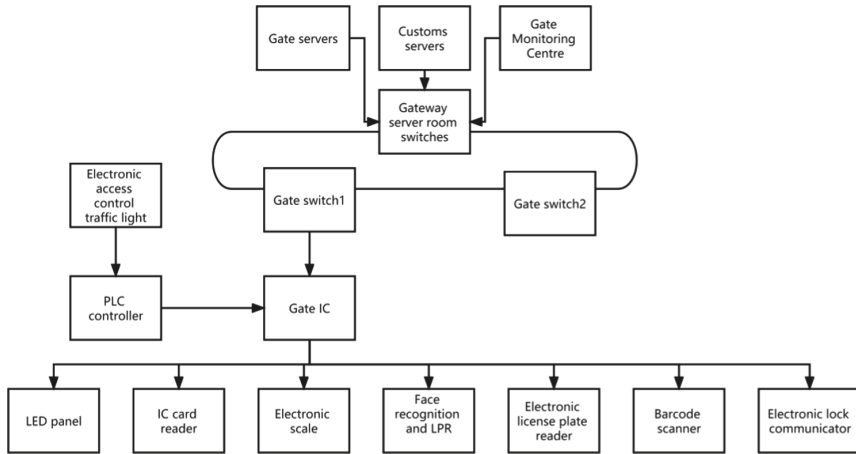 Gate servers
Customs
servers
Gate
Monitoring
Centre
Gateway
server room
switches
Electronic
access
control
traffic light
Gate switch1
Gate switch2
PLC
controller
Gate IC
LED panel
IC card
reader
Electronic
scale
Face
recognition
and LPR
Electronic
license plate
reader
Barcode
scanner
Electronic lock
communicator